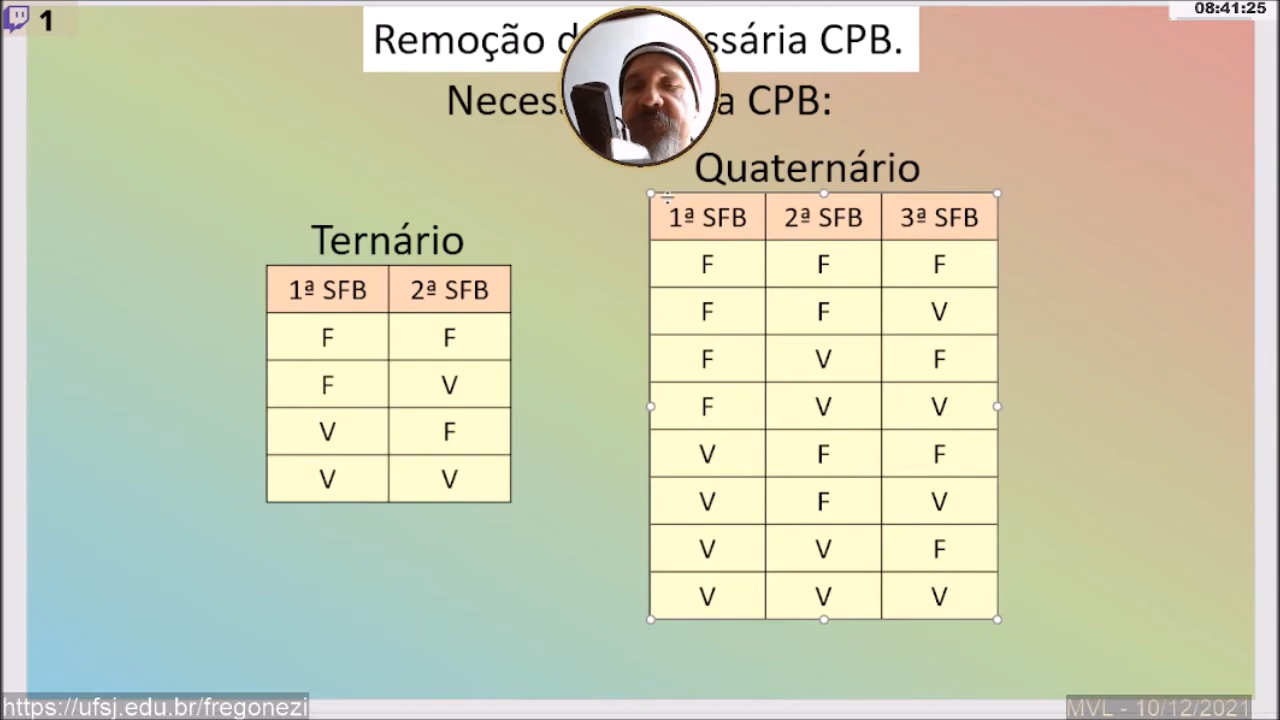 1
08:41:25
Remoção d ssária CPB.
Neces a CPB:
Quaternário
1ª SFB 2ª SFB 3ª SFB
F F F
F F V
F V F
F V V
V F F
V F V
V V F
V V V
Ternário
1ª SFB 2ª SFB
F F
F V
V F
V V
https://ufsj.edu.br/fregonezi
MVL - 10/12/2021